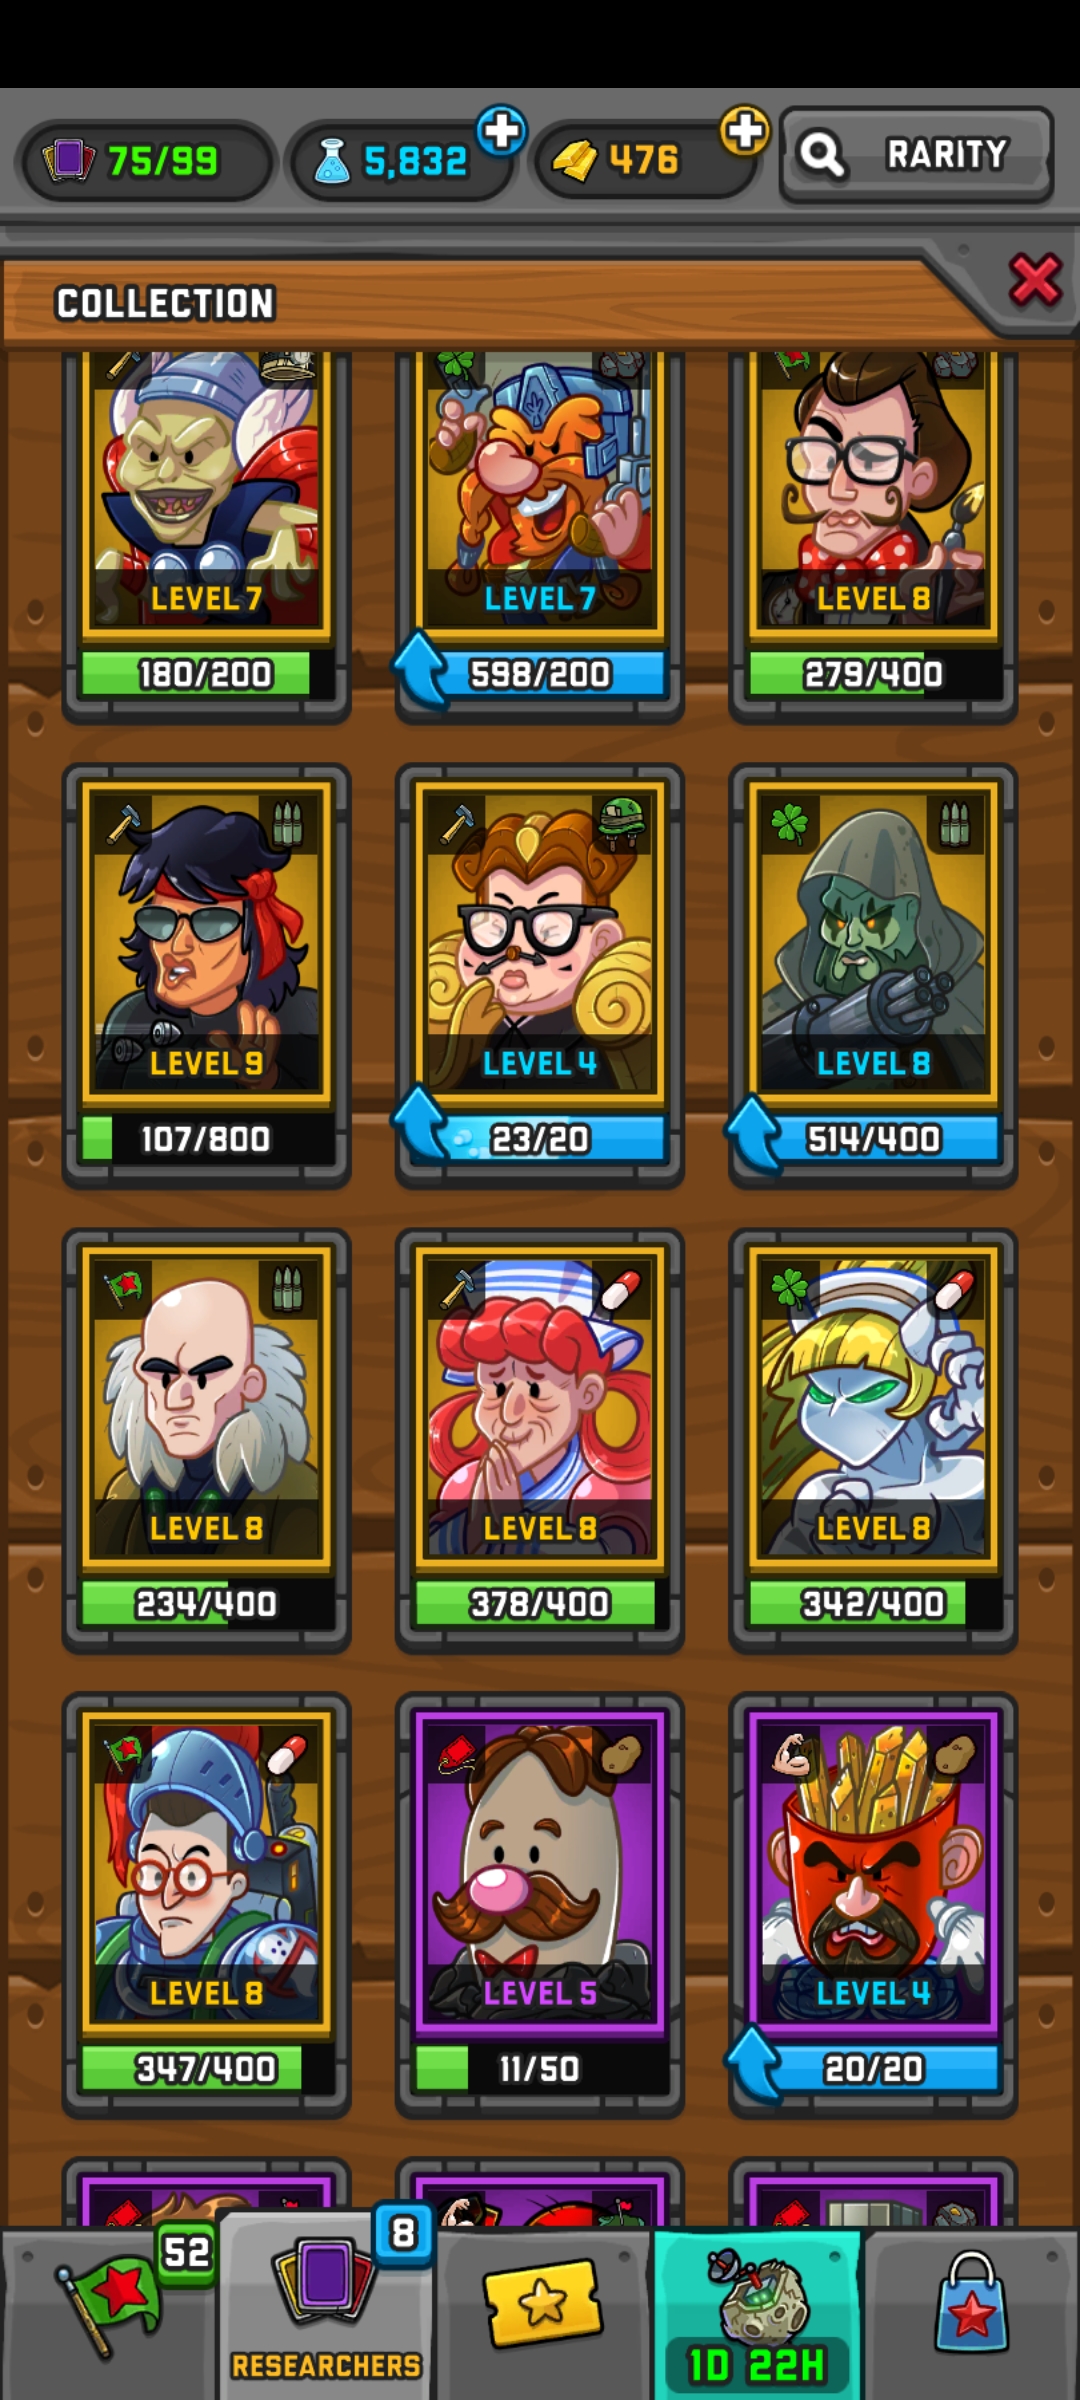 75/99 5,832 476 RARITY
COLLECTION
LEVEL 7 LEVEL 7 LEVEL 8
180/200 598/200 279/400
LEVEL 9 LEVEL 4 LEVEL 8
107/800 23/20 514/400
LEVEL 8 LEVEL 8 LEVEL 8
234/400 378/400 342/400
LEVEL 8 LEVEL 5 LEVEL 4
347/400 11/50 20/20
52 8
RESEARCHERS 1D 22H